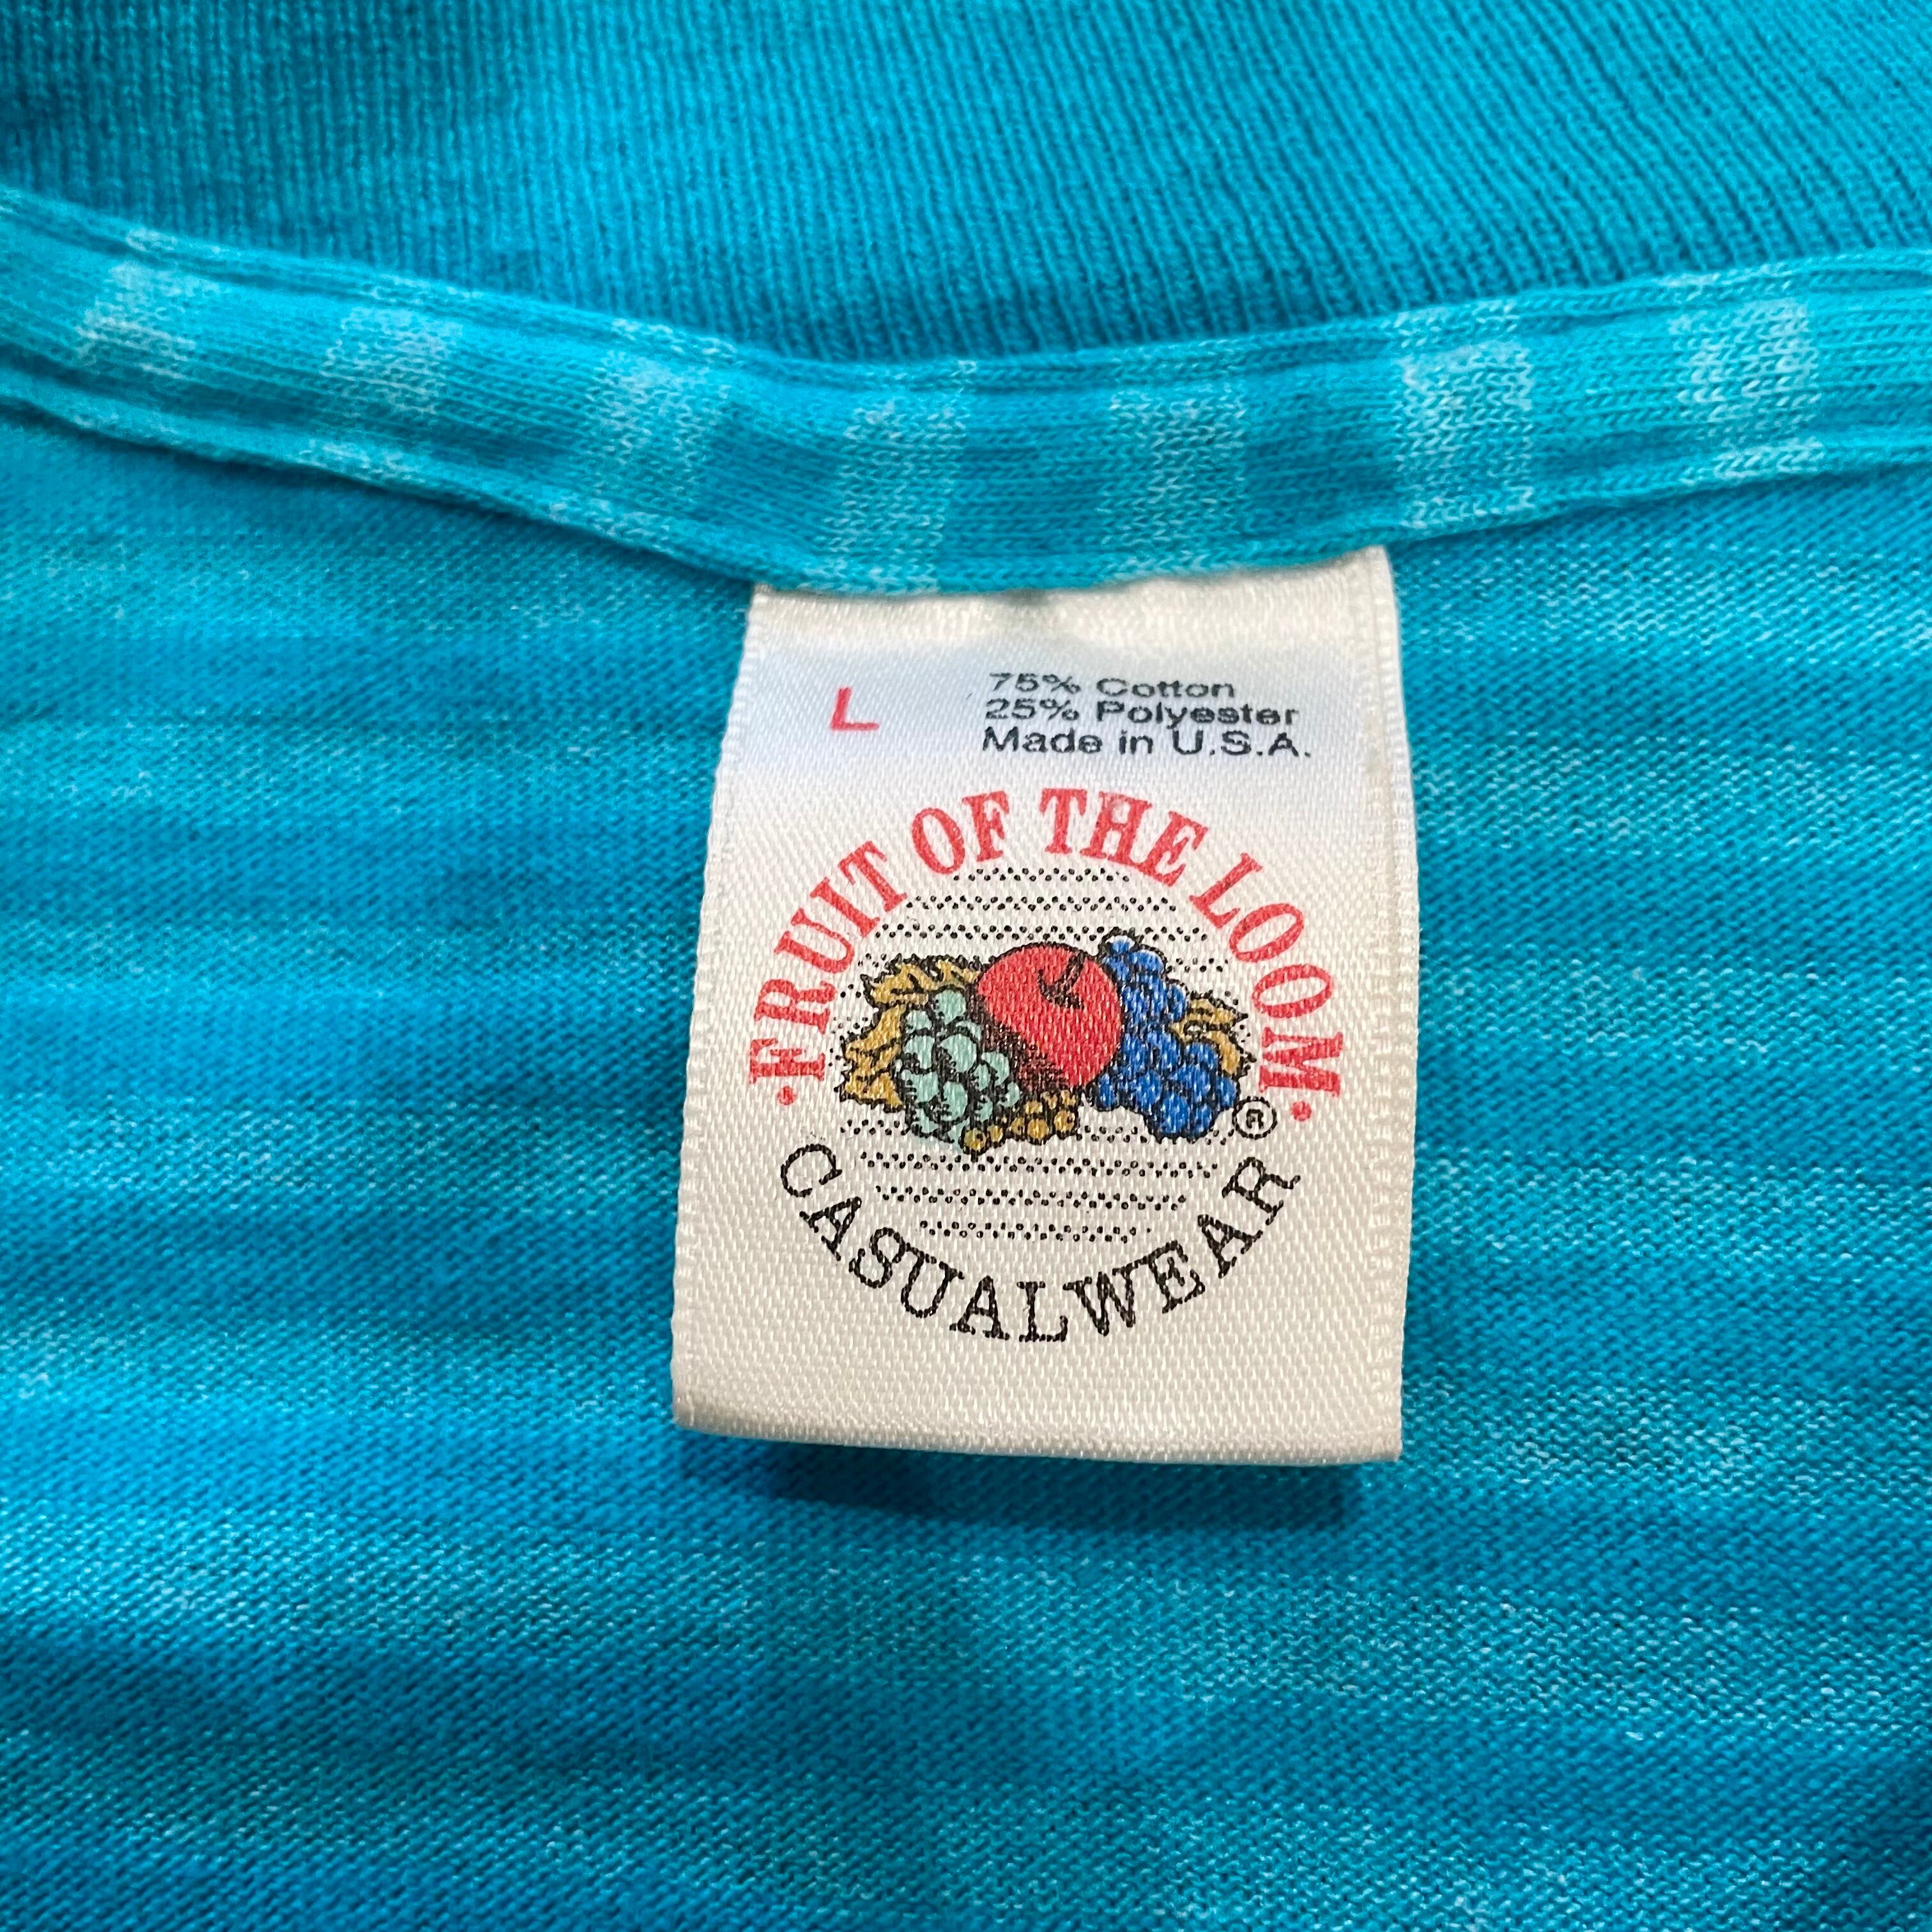 L
75% Cotton
25% Polyester
Made in U.S.A.
·FRUIT OF THE LOOM·
®
CASUALWEAR